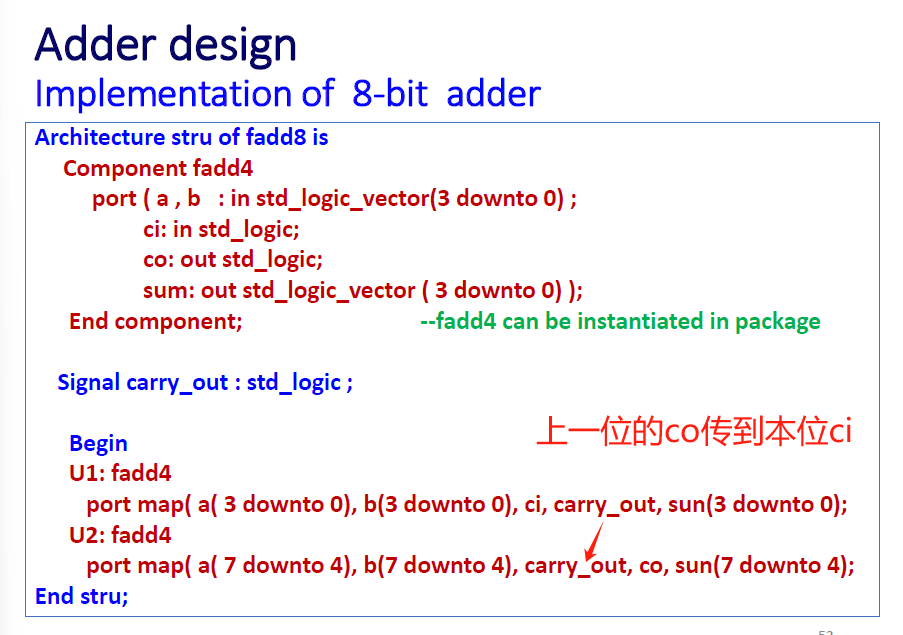 Adder design
Implementation of 8-bit adder
Architecture stru of fadd8 is
Component fadd4
port ( a , b : in std_logic_vector(3 downto 0) ;
ci: in std_logic;
co: out std_logic;
sum: out std_logic_vector ( 3 downto 0) );
End component; --fadd4 can be instantiated in package
Signal carry_out : std_logic ;
上一位的co传到本位ci
Begin
U1: fadd4
port map( a( 3 downto 0), b(3 downto 0), ci, carry_out, sun(3 downto 0);
U2: fadd4
port map( a( 7 downto 4), b(7 downto 4), carry_out, co, sun(7 downto 4);
End stru;